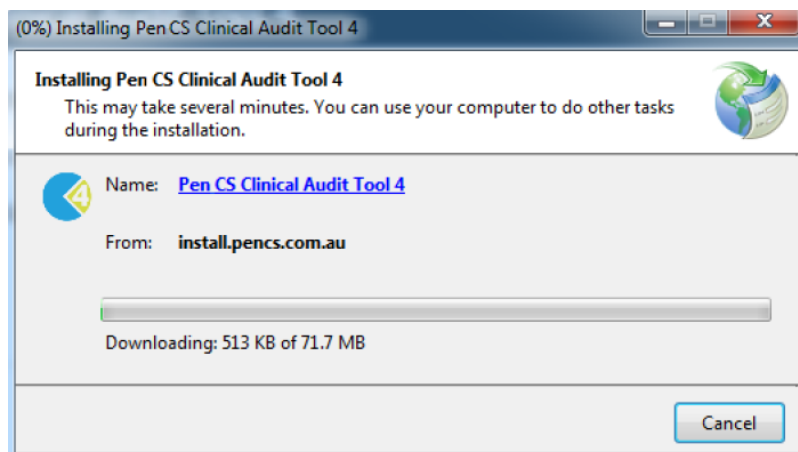 (0%) Installing Pen CS Clinical Audit Tool 4
Installing Pen CS Clinical Audit Tool 4
This may take several minutes. You can use your computer to do other tasks
during the installation.
4
Name: Pen CS Clinical Audit Tool 4
From: install.pencs.com.au
Downloading: 513 KB of 71.7 MB
Cancel